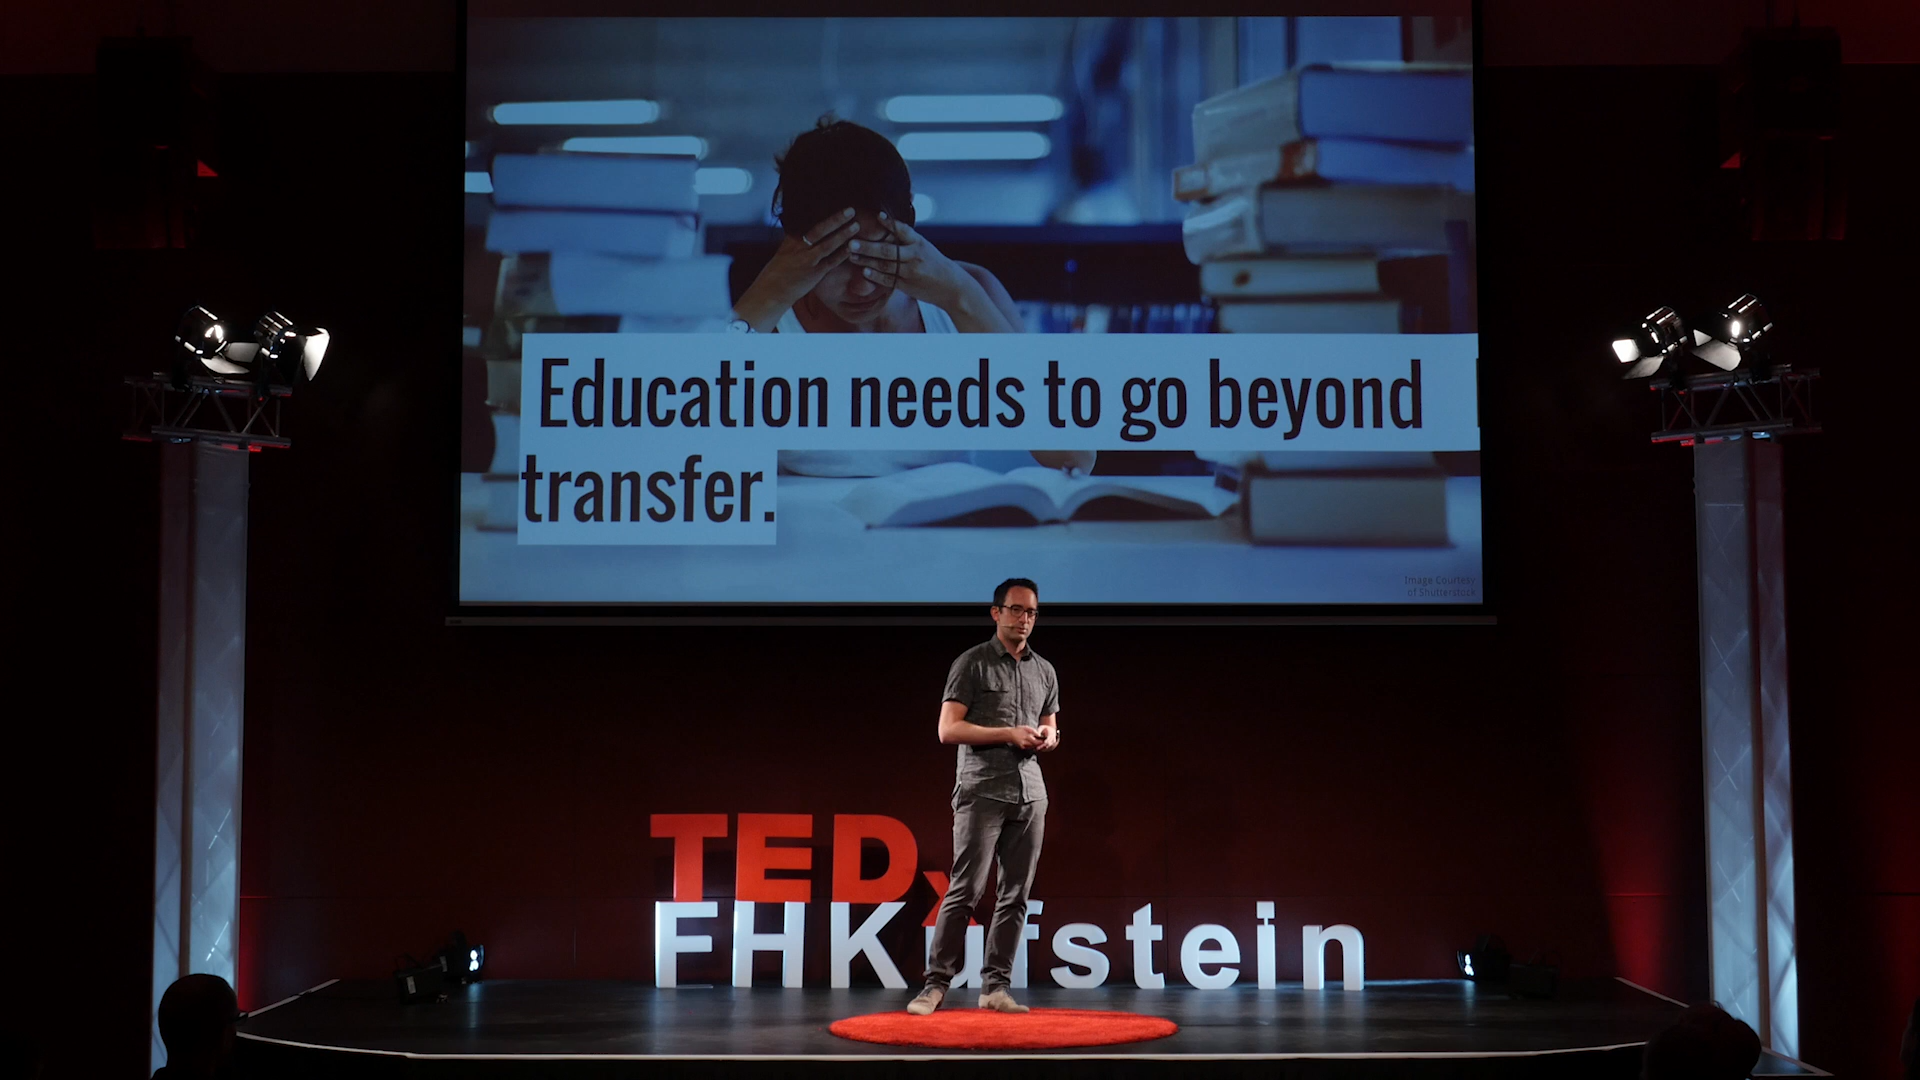 Education needs to go beyond
transfer.
Image Courtesy
of Shutterstock
TEDx
FHKufstein